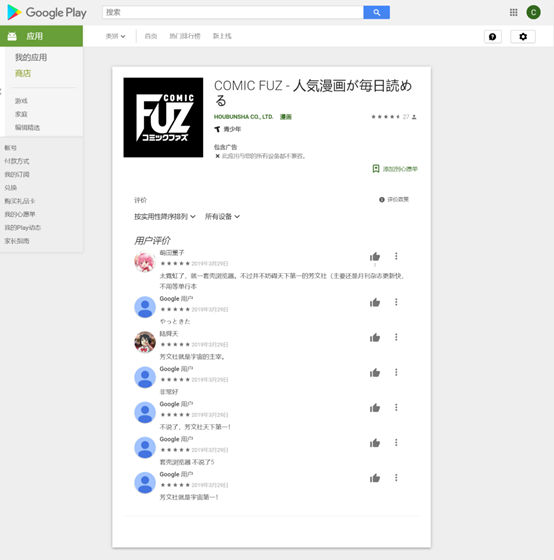 Google Play
搜索
C
应用
类别
首页
热门排行榜
新上线
我的应用
商店
游戏
家庭
编辑精选
帐号
付款方式
我的订阅
兑换
购买礼品卡
我的心愿单
我的Play动态
家长指南
COMIC
FUZ
コミックファズ
COMIC FUZ - 人気漫画が毎日読め
る
HOUBUNSHA CO., LTD. 漫画
27
青少年
包含广告
此应用与您的所有设备都不兼容。
添加到心愿单
评价
评价政策
按实用性降序排列
所有设备
用户评价
前田墨子
★★★★★ 2019年3月29日
太霓虹了,就一套壳浏览器。不过并不妨碍天下第一的芳文社(主要还是月刊杂志更新快,
不用等单行本
Google 用户
★★★★★ 2019年3月29日
やっときた
陆舜天
★★★★★ 2019年3月29日
芳文社就是宇宙的主宰。
Google 用户
★★★★★ 2019年3月29日
非常好
Google 用户
★★★★★ 2019年3月29日
不说了,芳文社天下第一!
Google 用户
★★★★★ 2019年3月29日
套壳浏览器 不说了5
Google 用户
★★★★★ 2019年3月29日
芳文社就是宇宙第一!